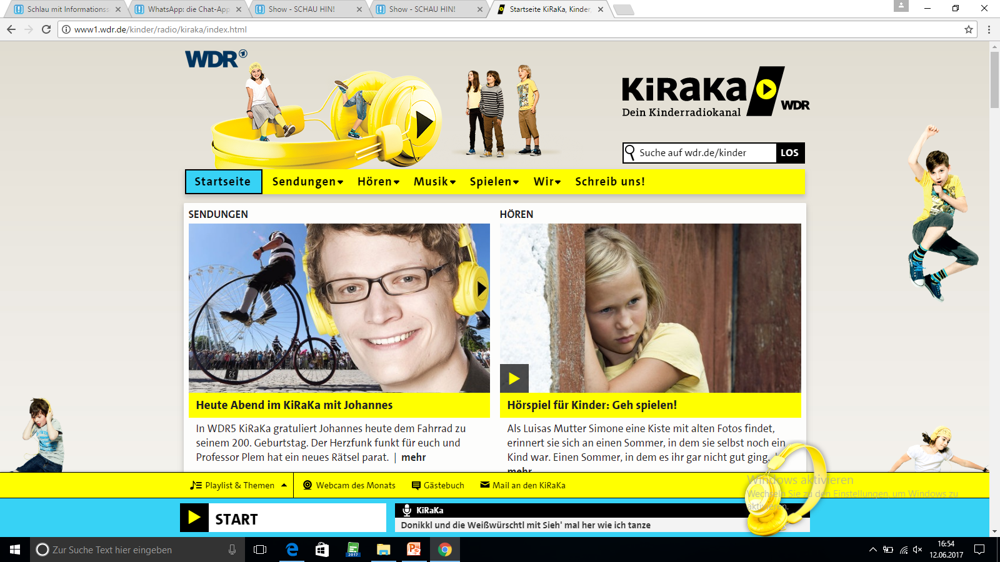 Schlau mit Informationss
WhatsApp: die Chat-App
Show - SCHAU HIN!
Show - SCHAU HIN!
Startseite KiRaKa, Kinder,
www1.wdr.de/kinder/radio/kiraka/index.html
WDR
KiRaKa
WDR
Dein Kinderradiokanal
Suche auf wdr.de/kinder LOS
Startseite Sendungen Hören Musik Spielen Wir Schreib uns!
SENDUNGEN
Heute Abend im KiRaKa mit Johannes
In WDR5 KiRaKa gratuliert Johannes heute dem Fahrrad zu
seinem 200. Geburtstag. Der Herzfunk funkt für euch und
Professor Plem hat ein neues Rätsel parat. | mehr
HÖREN
Hörspiel für Kinder: Geh spielen!
Als Luisas Mutter Simone eine Kiste mit alten Fotos findet,
erinnert sie sich an einen Sommer, in dem sie selbst noch ein
Kind war. Einen Sommer, in dem es ihr gar nicht gut ging. |
mehr
Playlist & Themen Webcam des Monats Gästebuch Mail an den KiRaKa
Windows aktivieren
Wechseln Sie zu den Einstellungen, um Windows zu
aktivieren.
START
KiRaKa
Donikkl und die Weißwürschtl mit Sieh' mal her wie ich tanze
Zur Suche Text hier eingeben
2017
16:54
12.06.2017